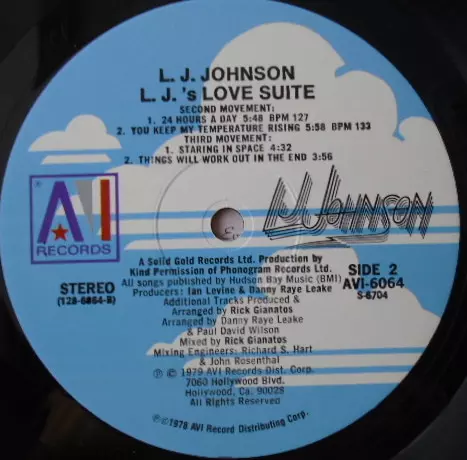 L. J. JOHNSON
L. J. 's LOVE SUITE
SECOND MOVEMENT:
1. 24 HOURS A DAY 5:48 BPM 127
2. YOU KEEP MY TEMPERATURE RISING 5:58 BPM 133
THIRD MOVEMENT:
1. STARING IN SPACE 4:32
2. THINGS WILL WORK OUT IN THE END 3:56
®
AVI
RECORDS
LJ JOHNSON
A Solid Gold Records Ltd. Production by
Kind Permission of Phonogram Records Ltd.
All songs published by Hudson Bay Music (BMI)
Producers: Ian Levine & Danny Raye Leake
STEREO
(128-6064-B)
SIDE 2
AVI-6064
S-6704
Additional Tracks Produced &
Arranged by Rick Gianatos
Arranged by Danny Raye Leake
& Paul David Wilson
Mixed by Rick Gianatos
Mixing Engineers: Richard S. Hart
& John Rosenthal
℗ © 1979 AVI Records Dist. Corp.
7060 Hollywood Blvd.
Hollywood, Ca. 90028
All Rights Reserved
℗©1978 AVI Record Distributing Corp.